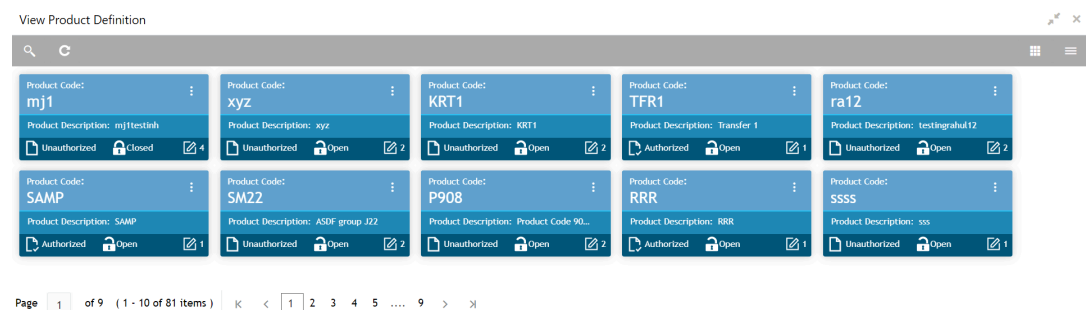 View Product Definition
Product Code: Product Code: Product Code: Product Code: Product Code:
mj1 xyz KRT1 TFR1 ra12
Product Description: mj1testinh Product Description: xyz Product Description: KRT1 Product Description: Transfer 1 Product Description: testingrahul12
Unauthorized Closed 4 Unauthorized Open 2 Unauthorized Open 2 Authorized Open 1 Unauthorized Open 2
Product Code: Product Code: Product Code: Product Code: Product Code:
SAMP SM22 P908 RRR ssss
Product Description: SAMP Product Description: ASDF group J22 Product Description: Product Code 90... Product Description: RRR Product Description: sss
Authorized Open 1 Unauthorized Open 2 Unauthorized Open 2 Authorized Open 1 Unauthorized Open 1
Page 1 of 9 ( 1 - 10 of 81 items ) 1 2 3 4 5 .... 9